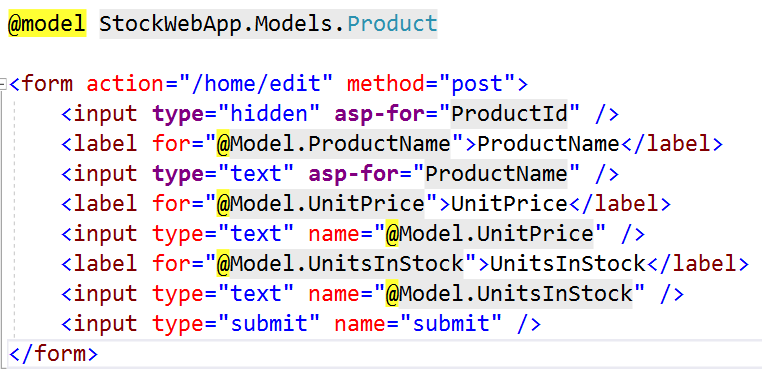 @model StockWebApp.Models.Product
<form action="/home/edit" method="post">
<input type="hidden" asp-for="ProductId" />
<label for="@Model.ProductName">ProductName</label>
<input type="text" asp-for="ProductName" />
<label for="@Model.UnitPrice">UnitPrice</label>
<input type="text" name="@Model.UnitPrice" />
<label for="@Model.UnitsInStock">UnitsInStock</label>
<input type="text" name="@Model.UnitsInStock" />
<input type="submit" name="submit" />
</form>